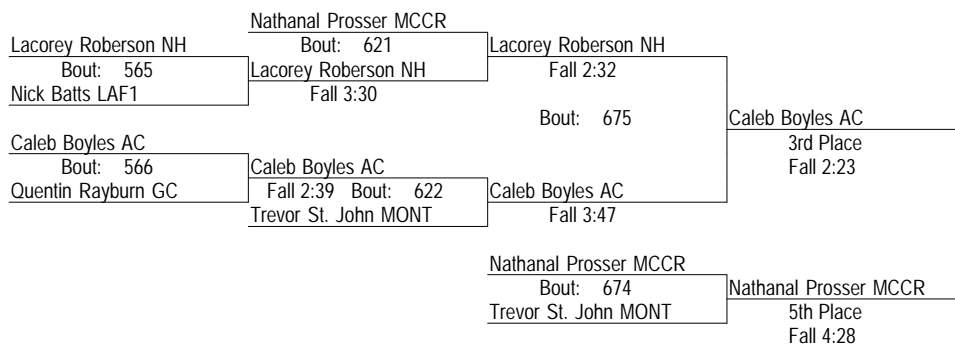 Nathanal Prosser MCCR
Lacorey Roberson NH
Bout: 621
Lacorey Roberson NH
Bout: 565
Lacorey Roberson NH
Fall 2:32
Nick Batts LAF1
Fall 3:30
Bout: 675
Caleb Boyles AC
Caleb Boyles AC
3rd Place
Bout: 566
Caleb Boyles AC
Fall 2:23
Quentin Rayburn GC
Fall 2:39 Bout: 622
Caleb Boyles AC
Trevor St. John MONT
Fall 3:47
Nathanal Prosser MCCR
Bout: 674
Nathanal Prosser MCCR
Trevor St. John MONT
5th Place
Fall 4:28